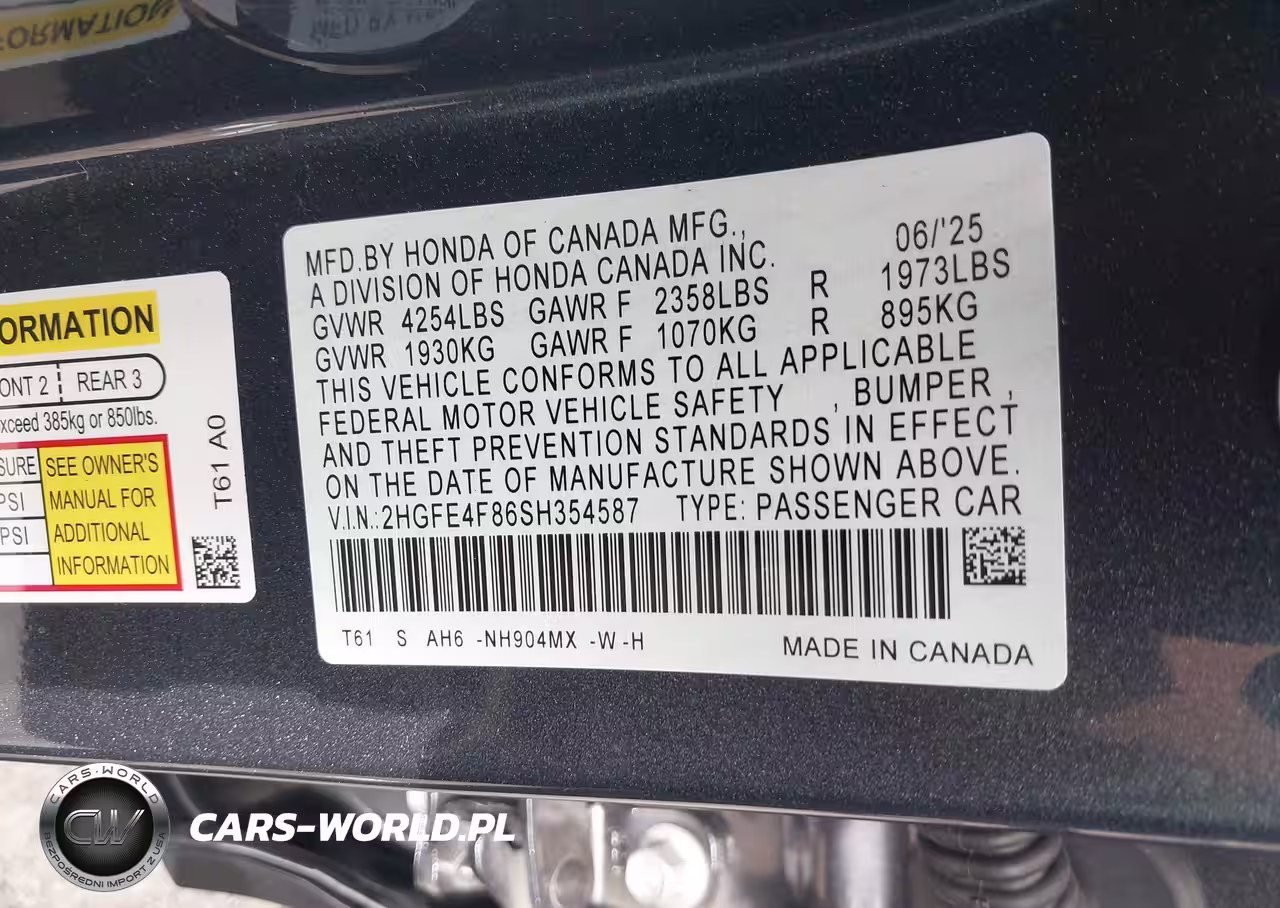 ORMATION
ONT 2 REAR 3
xceed 385kg or 850lbs.
SURE
PSI
PSI
SEE OWNER'S
MANUAL FOR
ADDITIONAL
INFORMATION
T61 A0
MFD.BY HONDA OF CANADA MFG., 06/'25
A DIVISION OF HONDA CANADA INC.
GVWR 4254LBS GAWR F 2358LBS R 1973LBS
GVWR 1930KG GAWR F 1070KG R 895KG
THIS VEHICLE CONFORMS TO ALL APPLICABLE
FEDERAL MOTOR VEHICLE SAFETY , BUMPER ,
AND THEFT PREVENTION STANDARDS IN EFFECT
ON THE DATE OF MANUFACTURE SHOWN ABOVE.
V.I.N.:2HGFE4F86SH354587 TYPE: PASSENGER CAR
T61 S AH6 -NH904MX -W -H MADE IN CANADA
CARS-WORLD
CW
BEZPOŚREDNI IMPORT Z USA
CARS-WORLD.PL